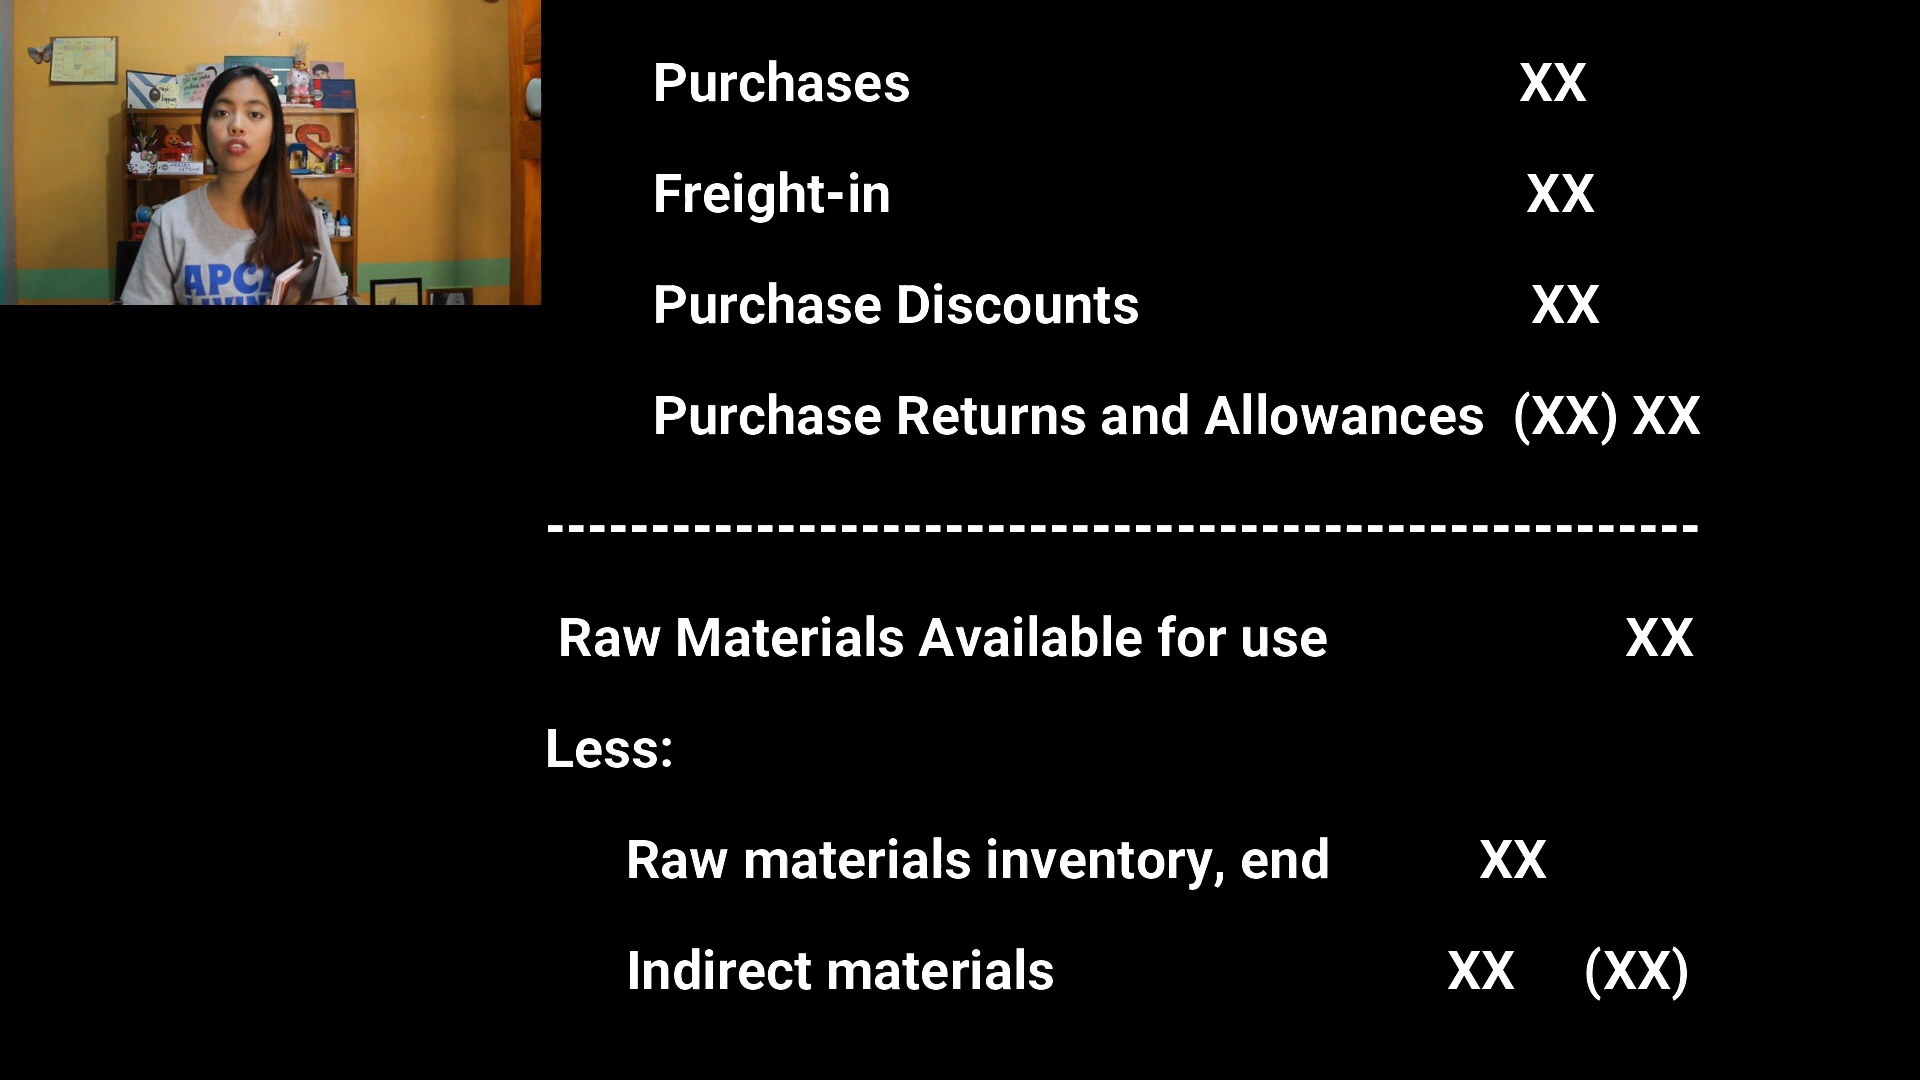 Purchases XX
Freight-in XX
Purchase Discounts XX
Purchase Returns and Allowances (XX) XX
-------------------------------------------------------
Raw Materials Available for use XX
Less:
Raw materials inventory, end XX
Indirect materials XX (XX)
APCA